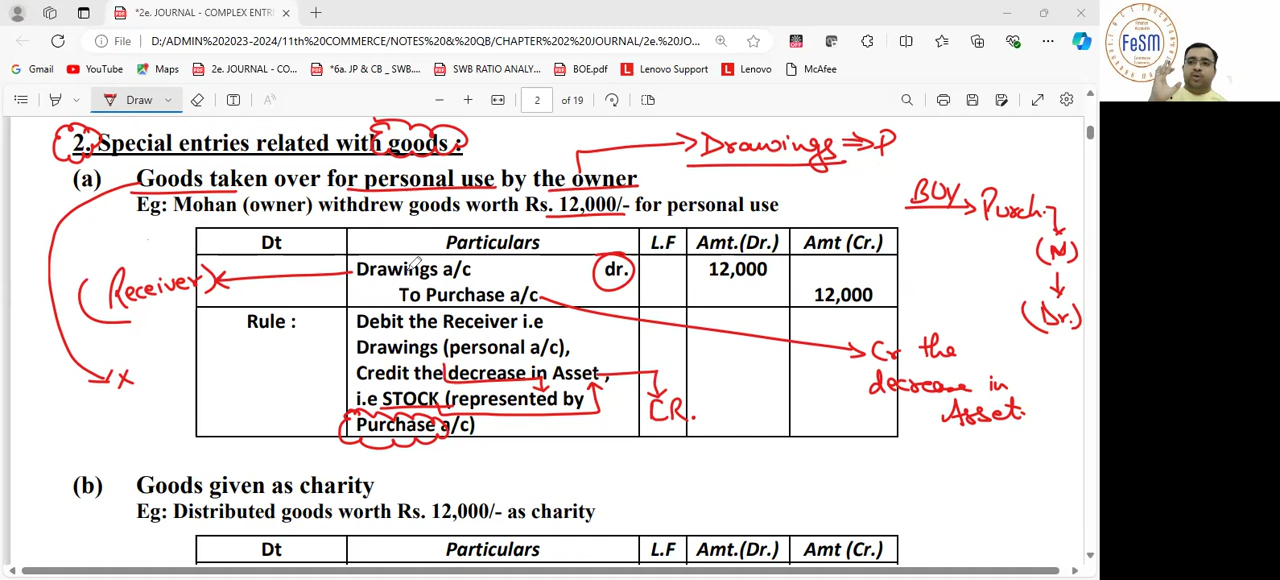 *2e. JOURNAL - COMPLEX ENTRI
File
D:/ADMIN%202023-2024/11th%20COMMERCE/NOTES%20&%20QB/CHAPTER%202%20JOURNAL/2e.%20JO...
Gmail YouTube Maps 2e. JOURNAL - CO... *6a. JP & CB _ SWB.... SWB RATIO ANALY... BOE.pdf Lenovo Support Lenovo McAfee
Draw 2 of 19
FeSM
2. Special entries related with goods :
Drawings ⇒ P
(a) Goods taken over for personal use by the owner
Eg: Mohan (owner) withdrew goods worth Rs. 12,000/- for personal use
BUY → Purch.
(N)
(Dr.)
Dt Particulars L.F Amt.(Dr.) Amt (Cr.)
Drawings a/c dr. 12,000
To Purchase a/c 12,000
(Receiver)
Rule : Debit the Receiver i.e
Drawings (personal a/c),
Credit the decrease in Asset,
i.e STOCK (represented by
Purchase a/c)
X
CR.
Cr the
decrease in
Asset.
(b) Goods given as charity
Eg: Distributed goods worth Rs. 12,000/- as charity
Dt Particulars L.F Amt.(Dr.) Amt (Cr.)